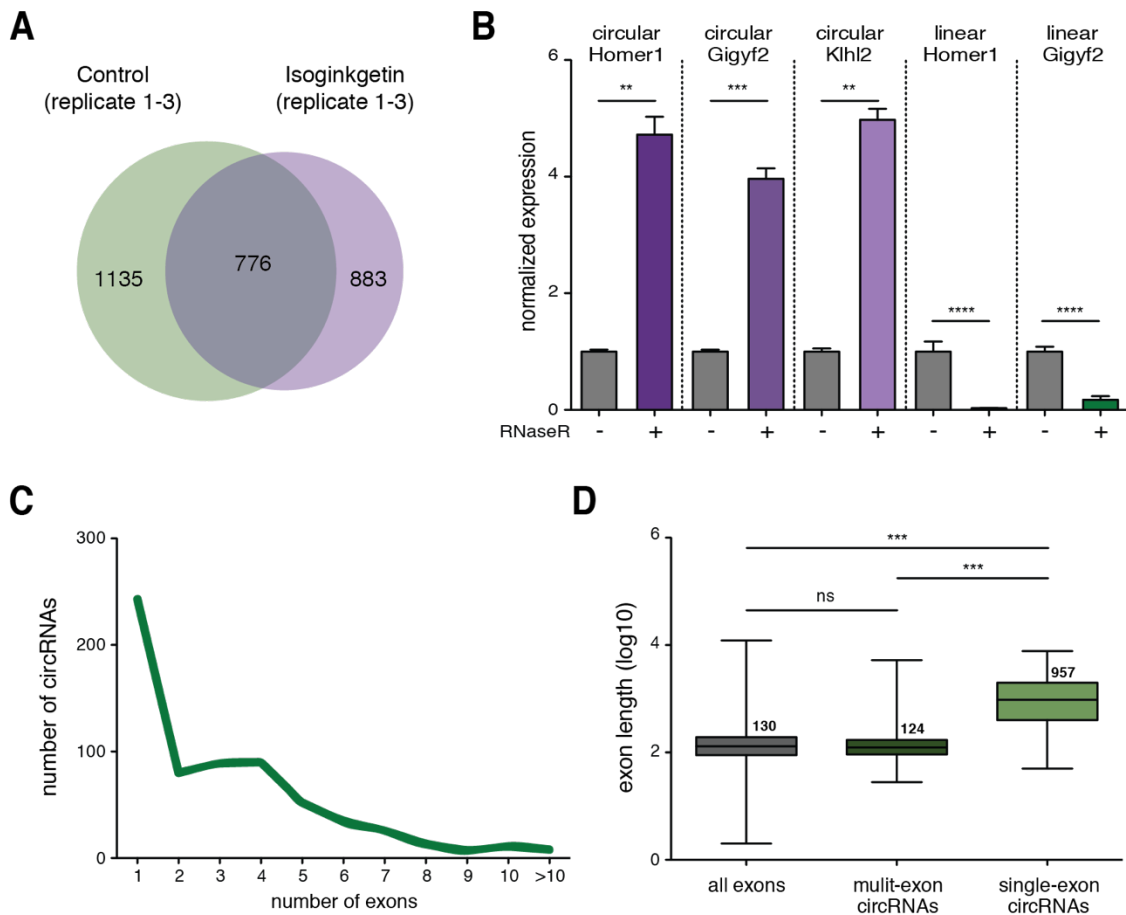 A
Control
(replicate 1-3)
Isoginkgetin
(replicate 1-3)
1135
776
883
B
circular
Homer1
circular
Gigyf2
circular
Klhl2
linear
Homer1
linear
Gigyf2
normalized expression
6
4
2
0
**
***
**
****
****
RNaseR
-
+
-
+
-
+
-
+
-
+
C
number of circRNAs
300
200
100
0
1
2
3
4
5
6
7
8
9
10
>10
number of exons
D
exon length (log10)
6
4
2
0
***
***
ns
130
124
957
all exons
mulit-exon
circRNAs
single-exon
circRNAs